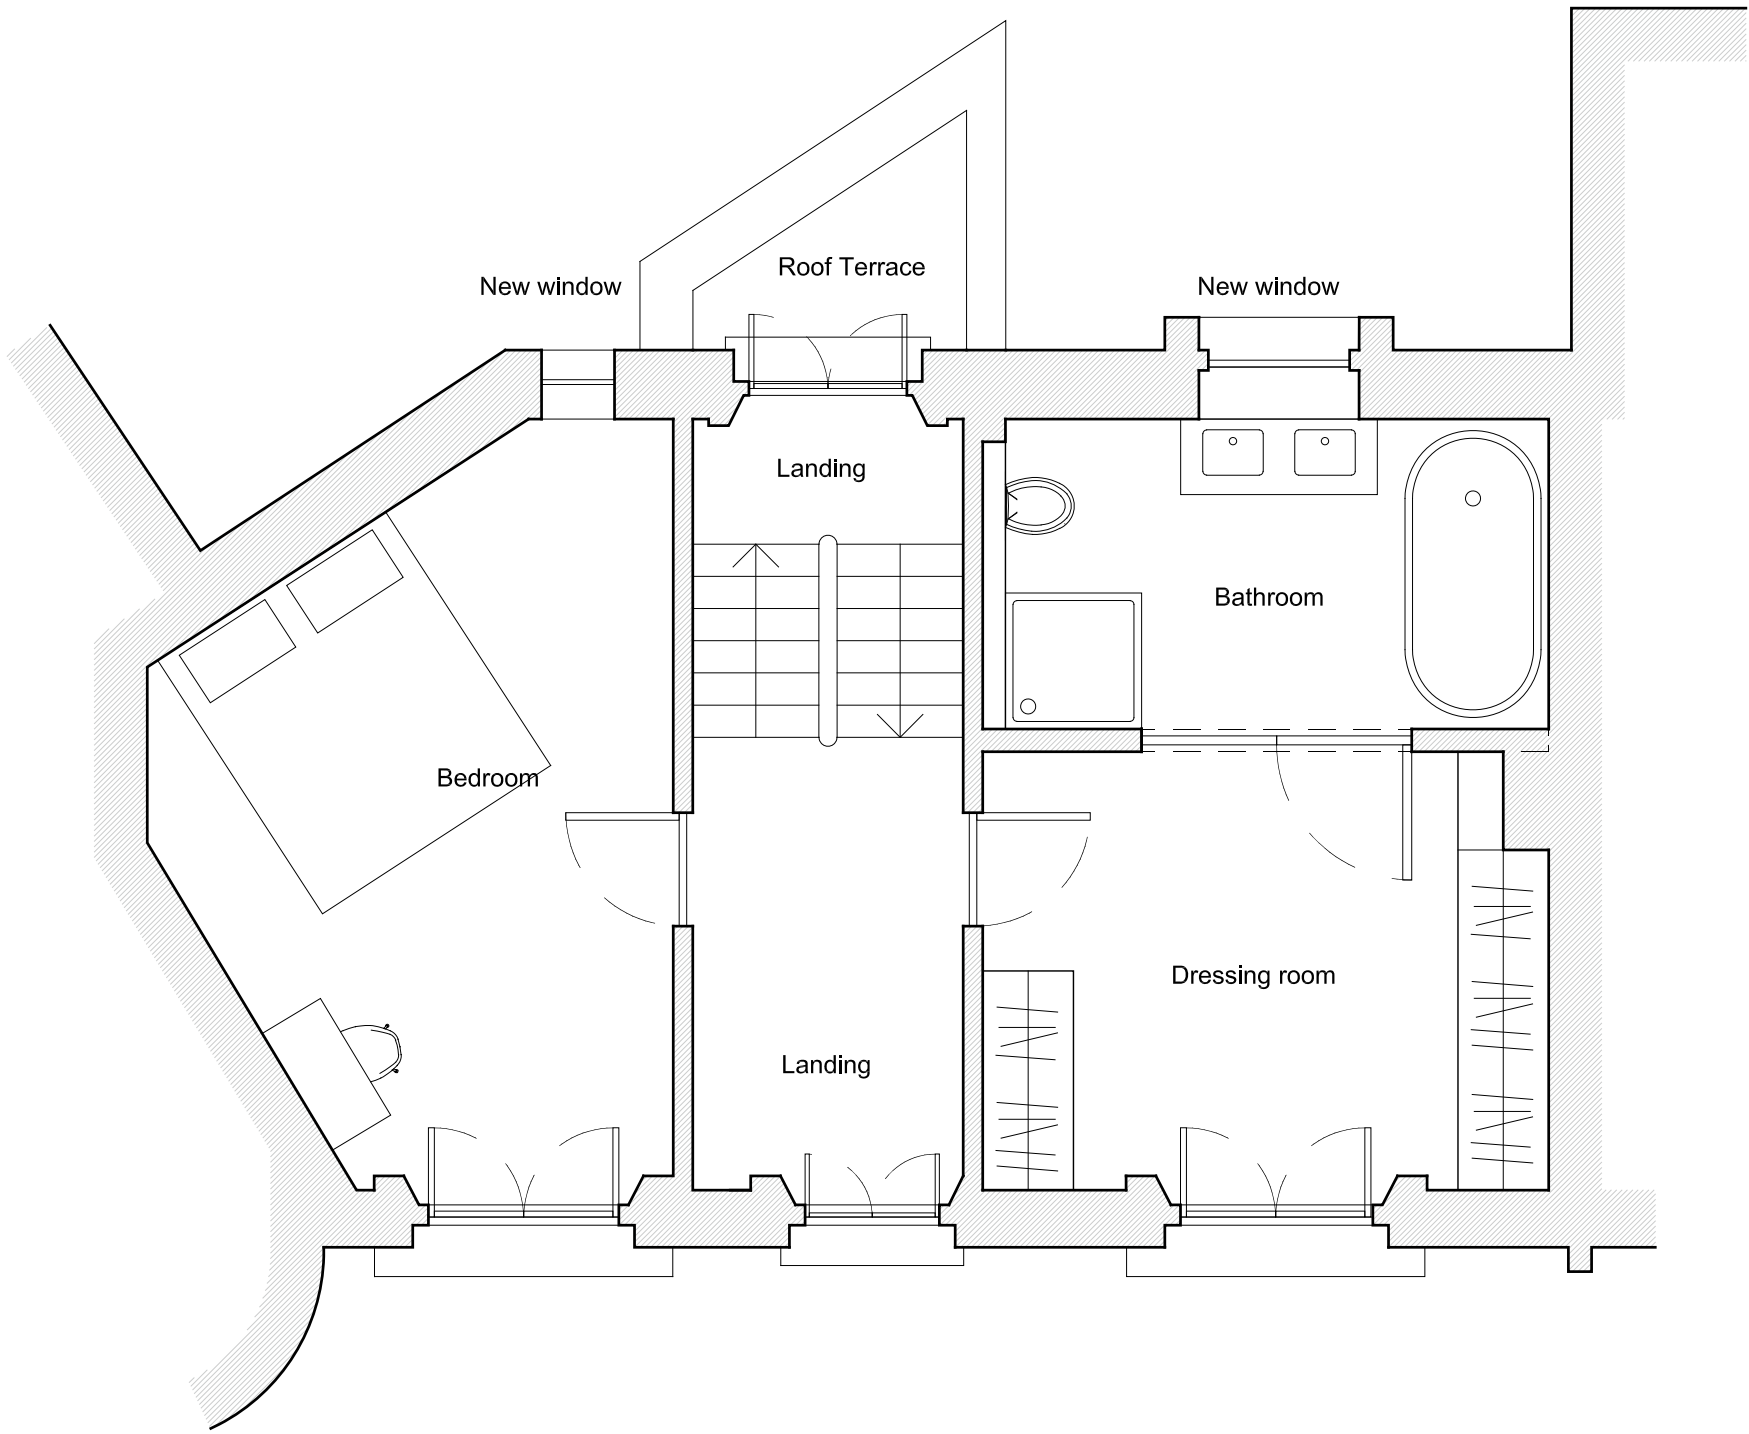 Roof Terrace
New window
New window
Landing
Bathroom
Bedroom
Dressing room
Landing